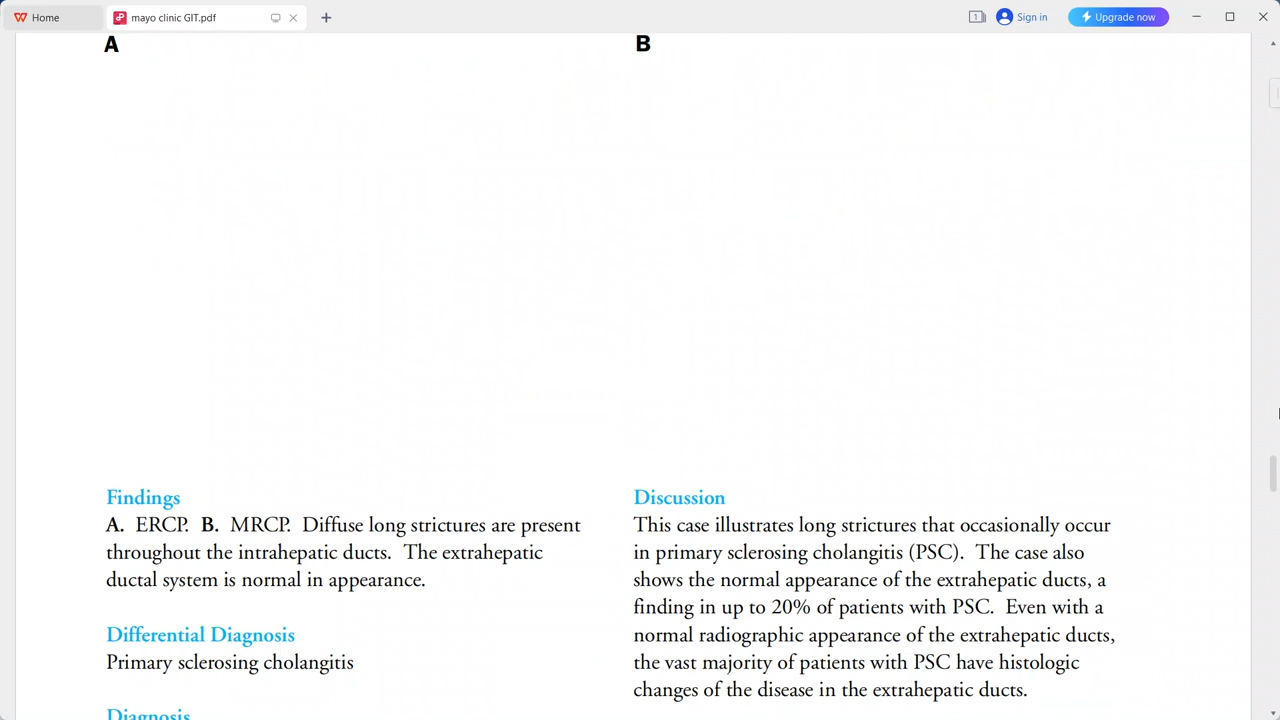 Home
mayo clinic GIT.pdf
1
Sign in
Upgrade now
A
B
Findings
A. ERCP. B. MRCP. Diffuse long strictures are present
throughout the intrahepatic ducts. The extrahepatic
ductal system is normal in appearance.
Differential Diagnosis
Primary sclerosing cholangitis
Diagnosis
Discussion
This case illustrates long strictures that occasionally occur
in primary sclerosing cholangitis (PSC). The case also
shows the normal appearance of the extrahepatic ducts, a
finding in up to 20% of patients with PSC. Even with a
normal radiographic appearance of the extrahepatic ducts,
the vast majority of patients with PSC have histologic
changes of the disease in the extrahepatic ducts.